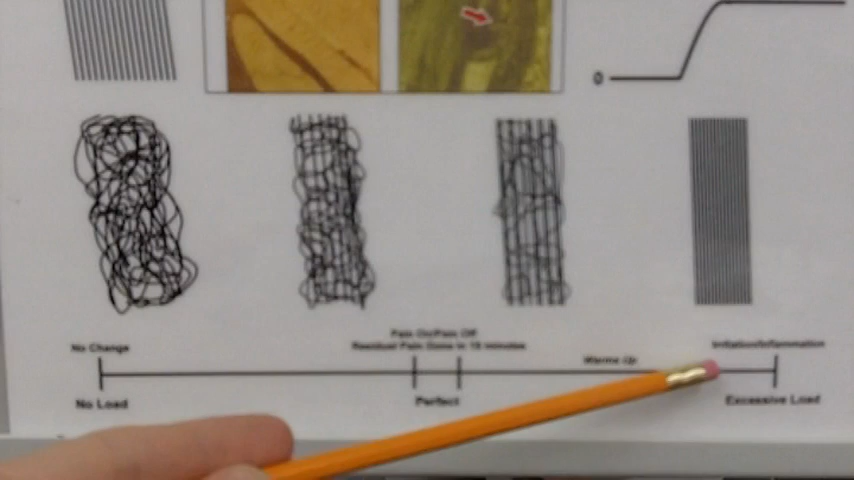 0
Pain On/Pain Off
No Change
Residual Pain Gone in 15 minutes
Irritation/Inflammation
Warms Up
No Load
Perfect
Excessive Load